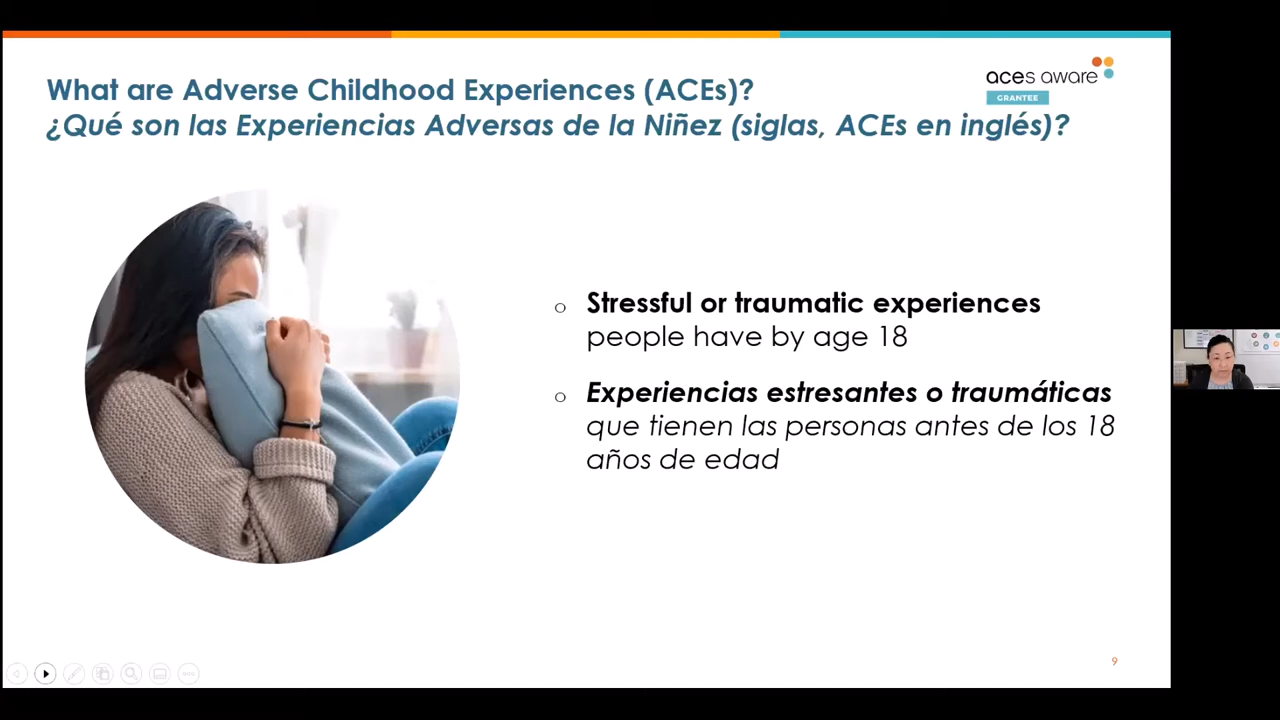 What are Adverse Childhood Experiences (ACEs)?
¿Qué son las Experiencias Adversas de la Niñez (siglas, ACEs en inglés)?
aces aware
GRANTEE
Stressful or traumatic experiences
people have by age 18
Experiencias estresantes o traumáticas
que tienen las personas antes de los 18
años de edad
9